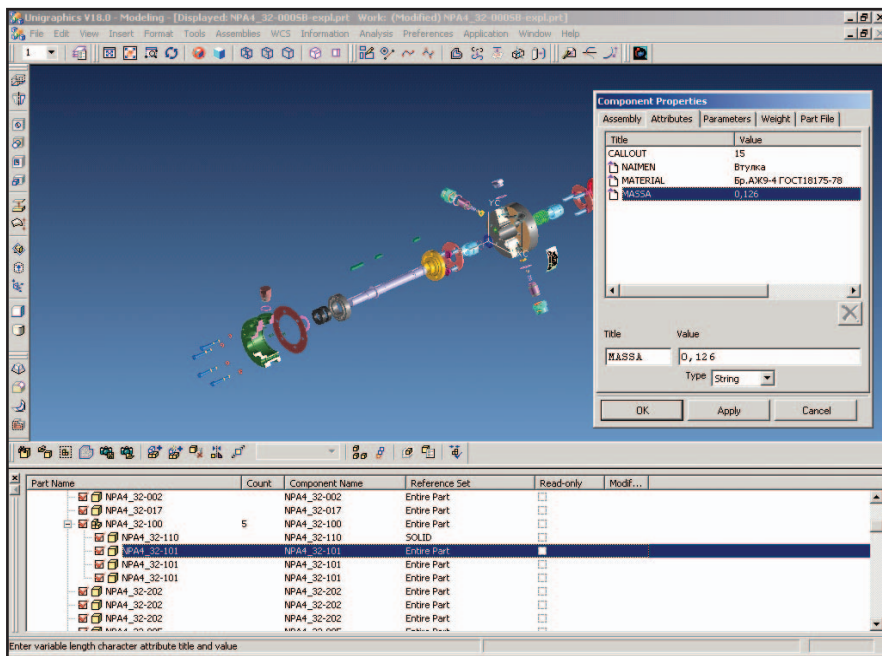 Unigraphics V18.0 - Modeling - [Displayed: NPA4_32-000SB-expl.prt Work: (Modified) NPA4_32-000SB-expl.prt]
File Edit View Insert Format Tools Assemblies WCS Information Analysis Preferences Application Window Help
1
Component Properties
Assembly Attributes Parameters Weight Part File
Title Value
CALLOUT 15
NAIMEN Втулка
MATERIAL Бр.АЖ9-4 ГОСТ18175-78
MASSA 0,126
Title Value
MASSA 0,126
Type String
OK Apply Cancel
YC
XC
Part Name Count Component Name Reference Set Read-only Modif...
NPA4_32-002 NPA4_32-002 Entire Part
NPA4_32-017 NPA4_32-017 Entire Part
NPA4_32-100 5 NPA4_32-100 Entire Part
NPA4_32-110 NPA4_32-110 SOLID
NPA4_32-101 NPA4_32-101 Entire Part
NPA4_32-101 NPA4_32-101 Entire Part
NPA4_32-101 NPA4_32-101 Entire Part
NPA4_32-202 NPA4_32-202 Entire Part
NPA4_32-202 NPA4_32-202 Entire Part
NPA4_32-202 NPA4_32-202 Entire Part
Enter variable length character attribute title and value